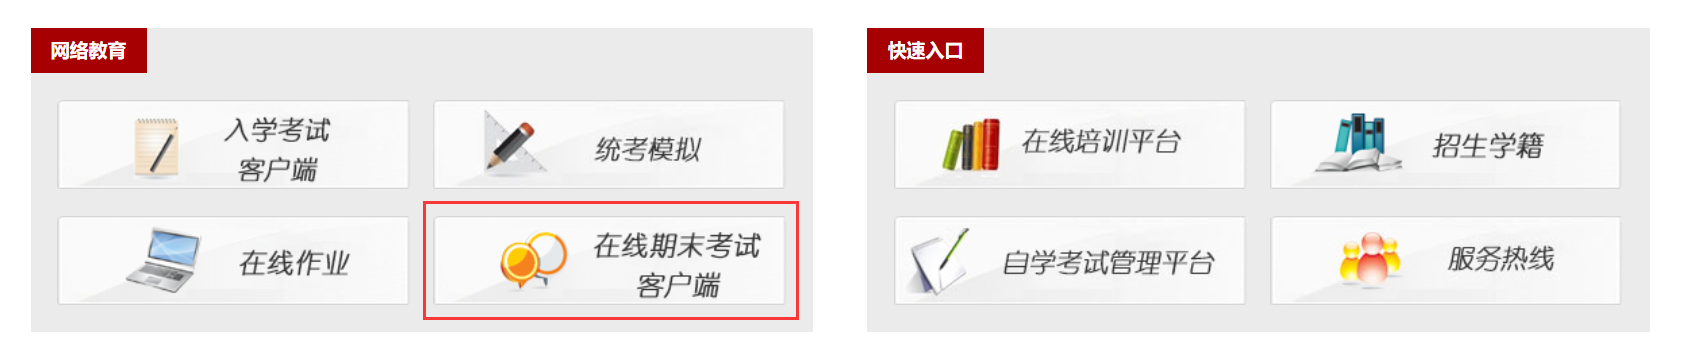 网络教育
入学考试
客户端
统考模拟
在线作业
在线期末考试
客户端
快速入口
在线培训平台
招生学籍
自学考试管理平台
服务热线